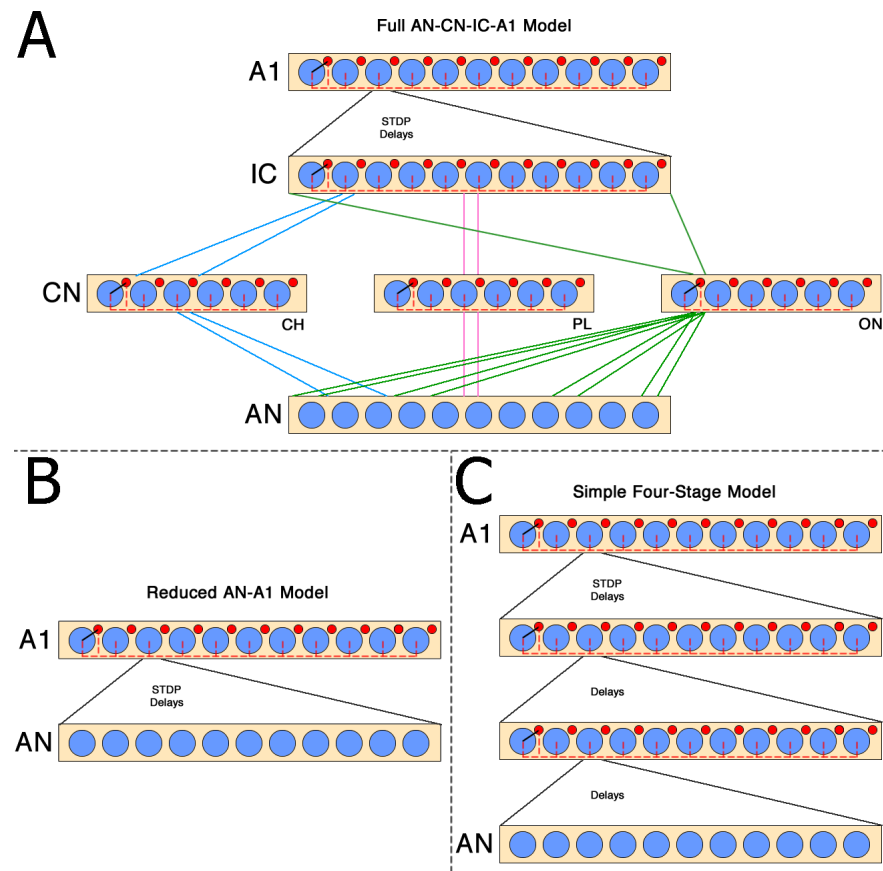 A
Full AN-CN-IC-A1 Model
A1
STDP
Delays
IC
CN
CH
PL
ON
AN
B
Reduced AN-A1 Model
A1
STDP
Delays
AN
C
Simple Four-Stage Model
A1
STDP
Delays
Delays
Delays
AN